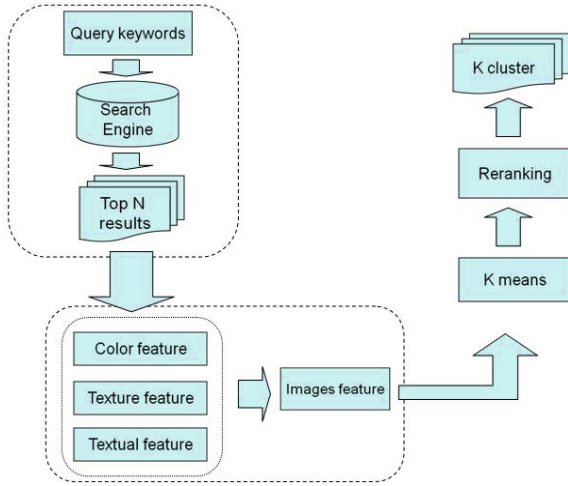 Query keywords
Search
Engine
Top N
results
Color feature
Texture feature
Textual feature
Images feature
K means
Reranking
K cluster